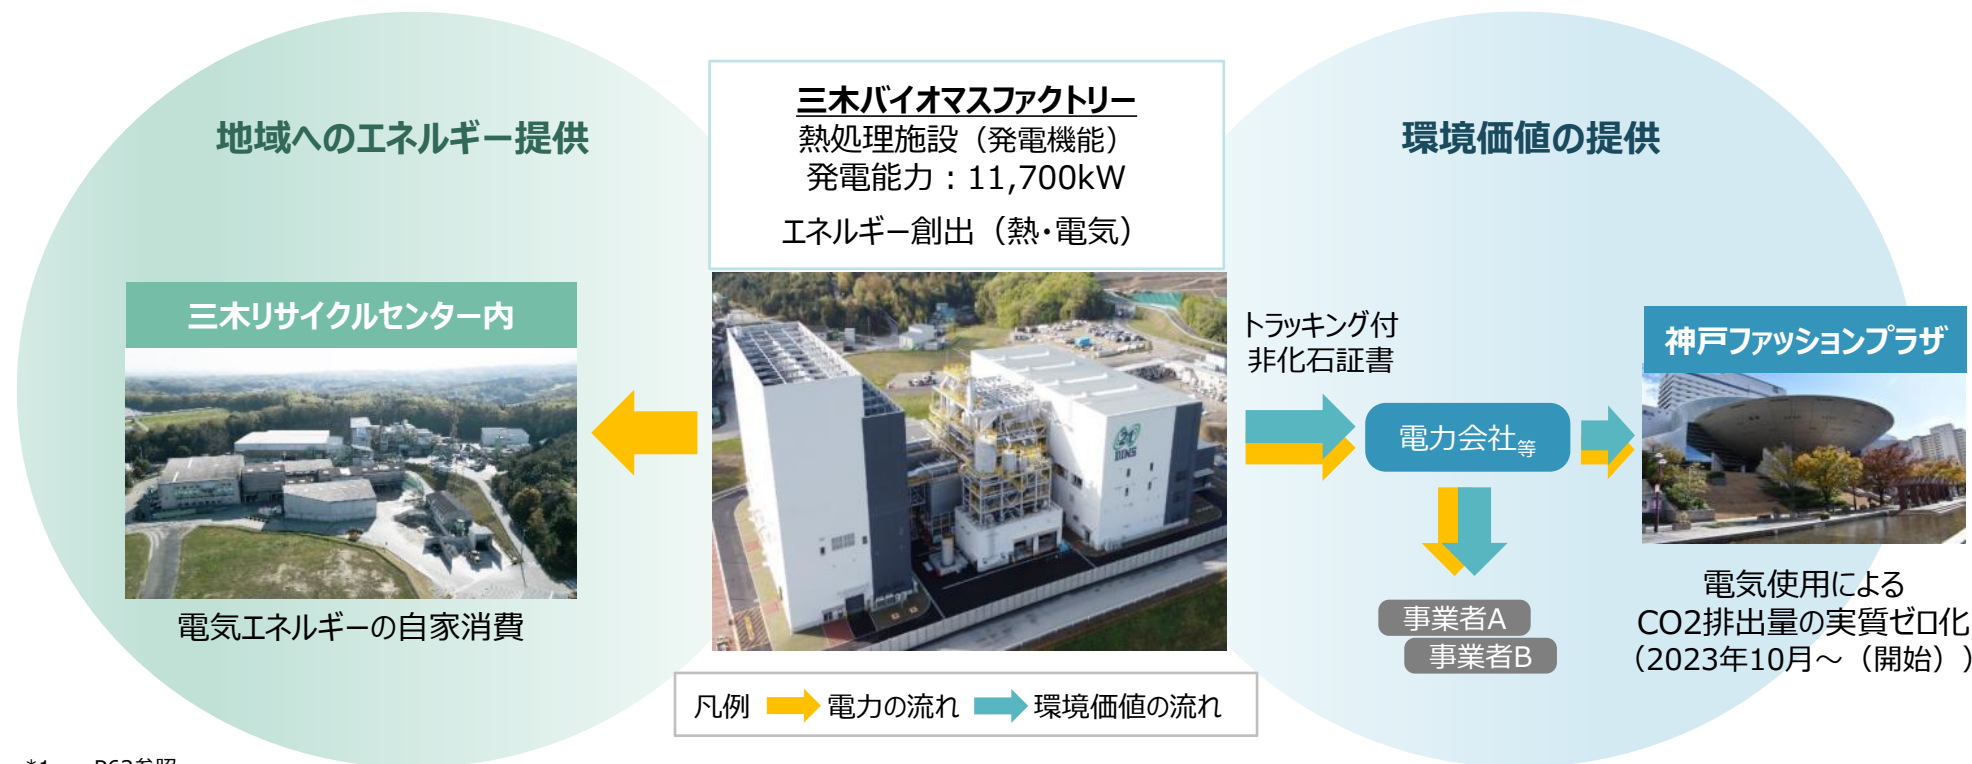 地域へのエネルギー提供
三木リサイクルセンター内
電気エネルギーの自家消費
三木バイオマスファクトリー
熱処理施設（発電機能）
発電能力：11,700kW
エネルギー創出（熱・電気）
DINS
環境価値の提供
トラッキング付
非化石証書
電力会社等
事業者A
事業者B
神戸ファッションプラザ
電気使用による
CO2排出量の実質ゼロ化
（2023年10月～（開始））
凡例 電力の流れ 環境価値の流れ
*1 P62参照